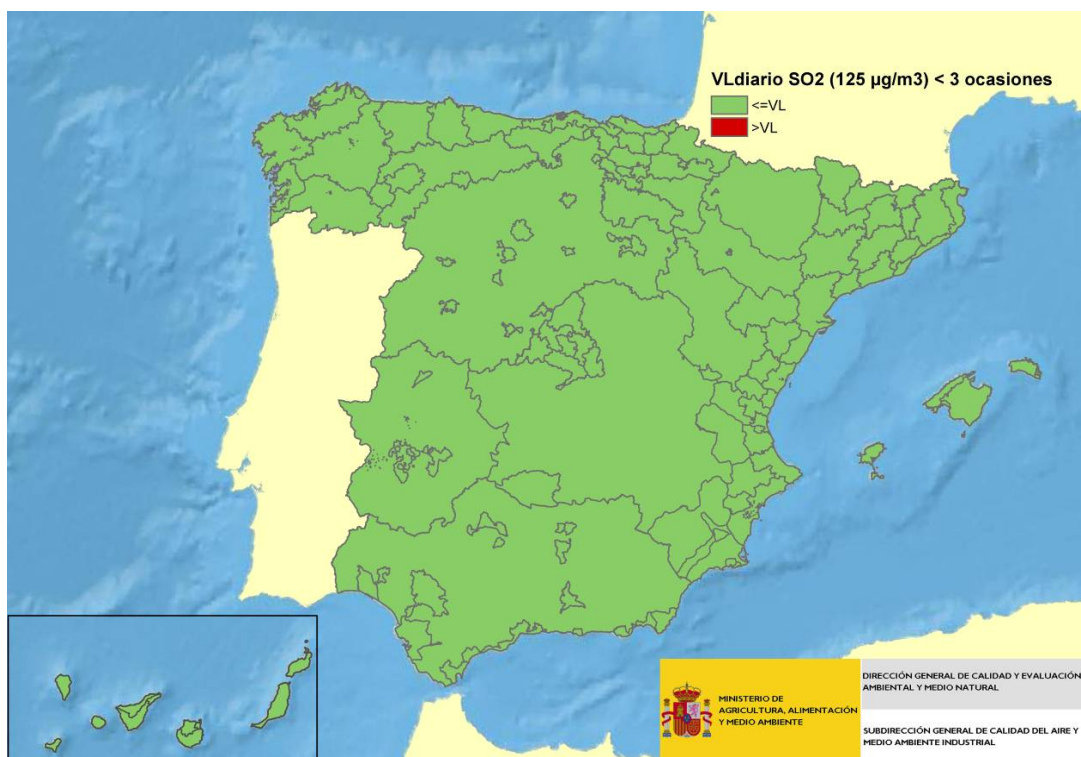 VLdiario SO2 (125 µg/m3) < 3 ocasiones
<=VL
>VL
MINISTERIO DE
AGRICULTURA, ALIMENTACIÓN
Y MEDIO AMBIENTE
DIRECCIÓN GENERAL DE CALIDAD Y EVALUACIÓN
AMBIENTAL Y MEDIO NATURAL
SUBDIRECCIÓN GENERAL DE CALIDAD DEL AIRE Y
MEDIO AMBIENTE INDUSTRIAL